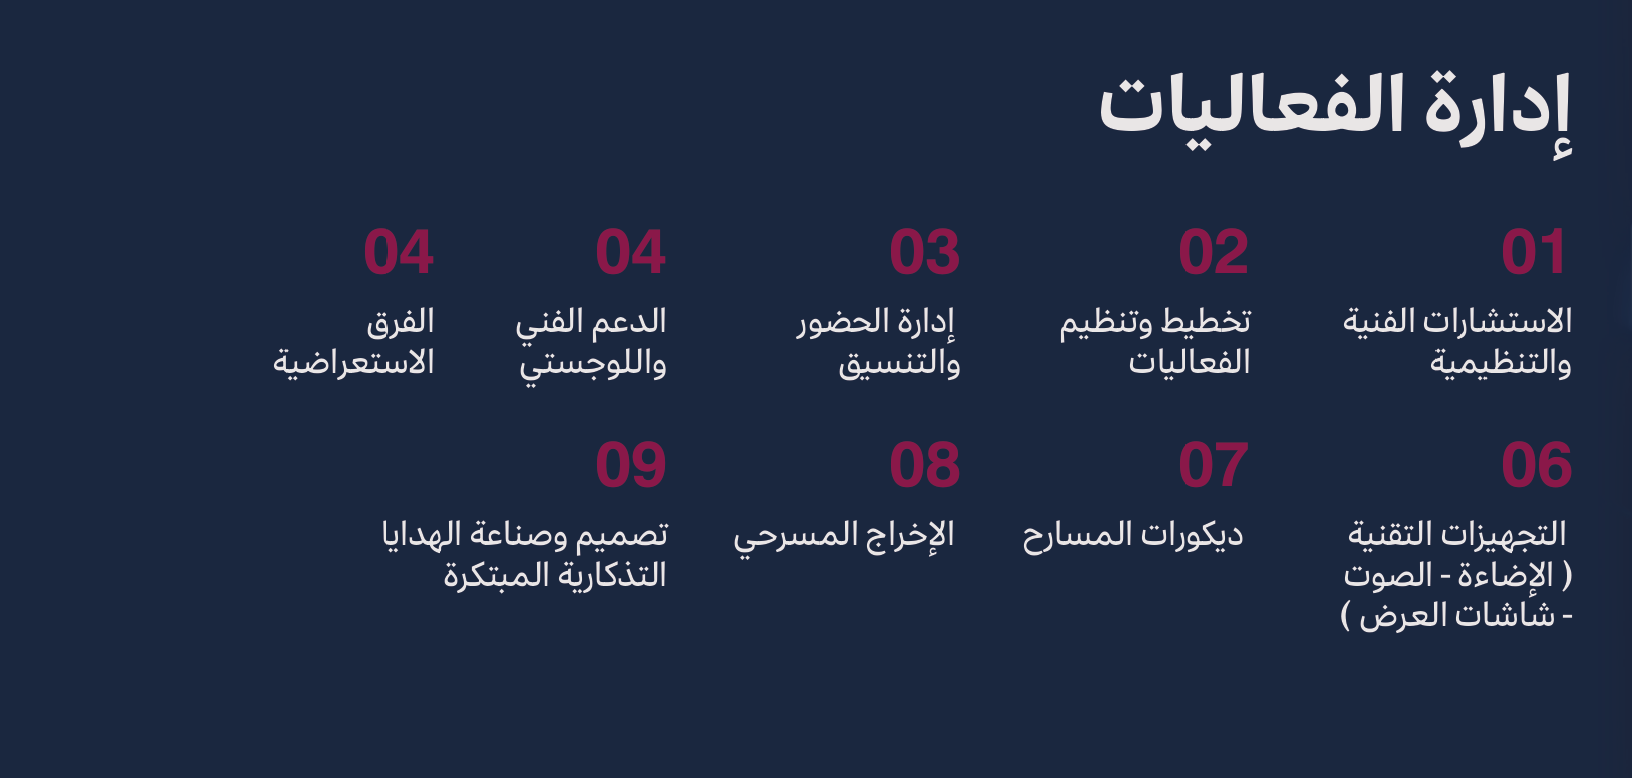 إدارة الفعاليات
01
الاستشارات الفنية
والتنظيمية
02
تخطيط وتنظيم
الفعاليات
03
إدارة الحضور
والتنسيق
04
الدعم الفني
واللوجستي
04
الفرق
الاستعراضية
06
التجهيزات التقنية
( الإضاءة - الصوت
- شاشات العرض )
07
ديكورات المسارح
08
الإخراج المسرحي
09
تصميم وصناعة الهدايا
التذكارية المبتكرة